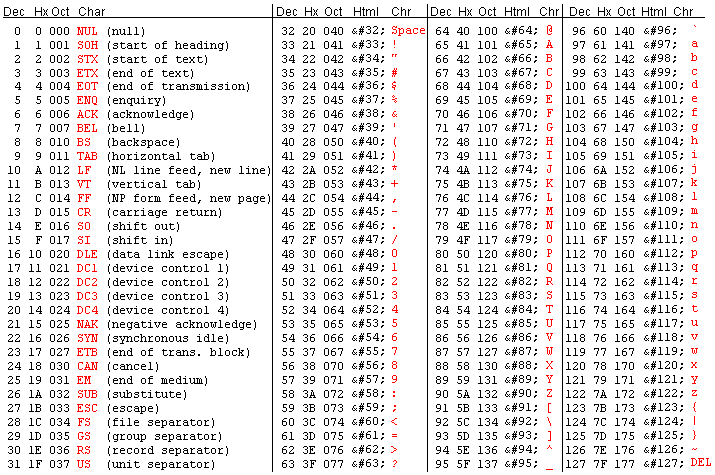 Dec Hx Oct Char Dec Hx Oct Html Chr Dec Hx Oct Html Chr Dec Hx Oct Html Chr
0 0 000 NUL (null) 32 20 040 &#32; Space 64 40 100 &#64; @ 96 60 140 &#96; `
1 1 001 SOH (start of heading) 33 21 041 &#33; ! 65 41 101 &#65; A 97 61 141 &#97; a
2 2 002 STX (start of text) 34 22 042 &#34; " 66 42 102 &#66; B 98 62 142 &#98; b
3 3 003 ETX (end of text) 35 23 043 &#35; # 67 43 103 &#67; C 99 63 143 &#99; c
4 4 004 EOT (end of transmission) 36 24 044 &#36; $ 68 44 104 &#68; D 100 64 144 &#100; d
5 5 005 ENQ (enquiry) 37 25 045 &#37; % 69 45 105 &#69; E 101 65 145 &#101; e
6 6 006 ACK (acknowledge) 38 26 046 &#38; & 70 46 106 &#70; F 102 66 146 &#102; f
7 7 007 BEL (bell) 39 27 047 &#39; ' 71 47 107 &#71; G 103 67 147 &#103; g
8 8 010 BS (backspace) 40 28 050 &#40; ( 72 48 110 &#72; H 104 68 150 &#104; h
9 9 011 TAB (horizontal tab) 41 29 051 &#41; ) 73 49 111 &#73; I 105 69 151 &#105; i
10 A 012 LF (NL line feed, new line) 42 2A 052 &#42; * 74 4A 112 &#74; J 106 6A 152 &#106; j
11 B 013 VT (vertical tab) 43 2B 053 &#43; + 75 4B 113 &#75; K 107 6B 153 &#107; k
12 C 014 FF (NP form feed, new page) 44 2C 054 &#44; , 76 4C 114 &#76; L 108 6C 154 &#108; l
13 D 015 CR (carriage return) 45 2D 055 &#45; - 77 4D 115 &#77; M 109 6D 155 &#109; m
14 E 016 SO (shift out) 46 2E 056 &#46; . 78 4E 116 &#78; N 110 6E 156 &#110; n
15 F 017 SI (shift in) 47 2F 057 &#47; / 79 4F 117 &#79; O 111 6F 157 &#111; o
16 10 020 DLE (data link escape) 48 30 060 &#48; 0 80 50 120 &#80; P 112 70 160 &#112; p
17 11 021 DC1 (device control 1) 49 31 061 &#49; 1 81 51 121 &#81; Q 113 71 161 &#113; q
18 12 022 DC2 (device control 2) 50 32 062 &#50; 2 82 52 122 &#82; R 114 72 162 &#114; r
19 13 023 DC3 (device control 3) 51 33 063 &#51; 3 83 53 123 &#83; S 115 73 163 &#115; s
20 14 024 DC4 (device control 4) 52 34 064 &#52; 4 84 54 124 &#84; T 116 74 164 &#116; t
21 15 025 NAK (negative acknowledge) 53 35 065 &#53; 5 85 55 125 &#85; U 117 75 165 &#117; u
22 16 026 SYN (synchronous idle) 54 36 066 &#54; 6 86 56 126 &#86; V 118 76 166 &#118; v
23 17 027 ETB (end of trans. block) 55 37 067 &#55; 7 87 57 127 &#87; W 119 77 167 &#119; w
24 18 030 CAN (cancel) 56 38 070 &#56; 8 88 58 130 &#88; X 120 78 170 &#120; x
25 19 031 EM (end of medium) 57 39 071 &#57; 9 89 59 131 &#89; Y 121 79 171 &#121; y
26 1A 032 SUB (substitute) 58 3A 072 &#58; : 90 5A 132 &#90; Z 122 7A 172 &#122; z
27 1B 033 ESC (escape) 59 3B 073 &#59; ; 91 5B 133 &#91; [ 123 7B 173 &#123; {
28 1C 034 FS (file separator) 60 3C 074 &#60; < 92 5C 134 &#92; \ 124 7C 174 &#124; |
29 1D 035 GS (group separator) 61 3D 075 &#61; = 93 5D 135 &#93; ] 125 7D 175 &#125; }
30 1E 036 RS (record separator) 62 3E 076 &#62; > 94 5E 136 &#94; ^ 126 7E 176 &#126; ~
31 1F 037 US (unit separator) 63 3F 077 &#63; ? 95 5F 137 &#95; _ 127 7F 177 &#127; DEL